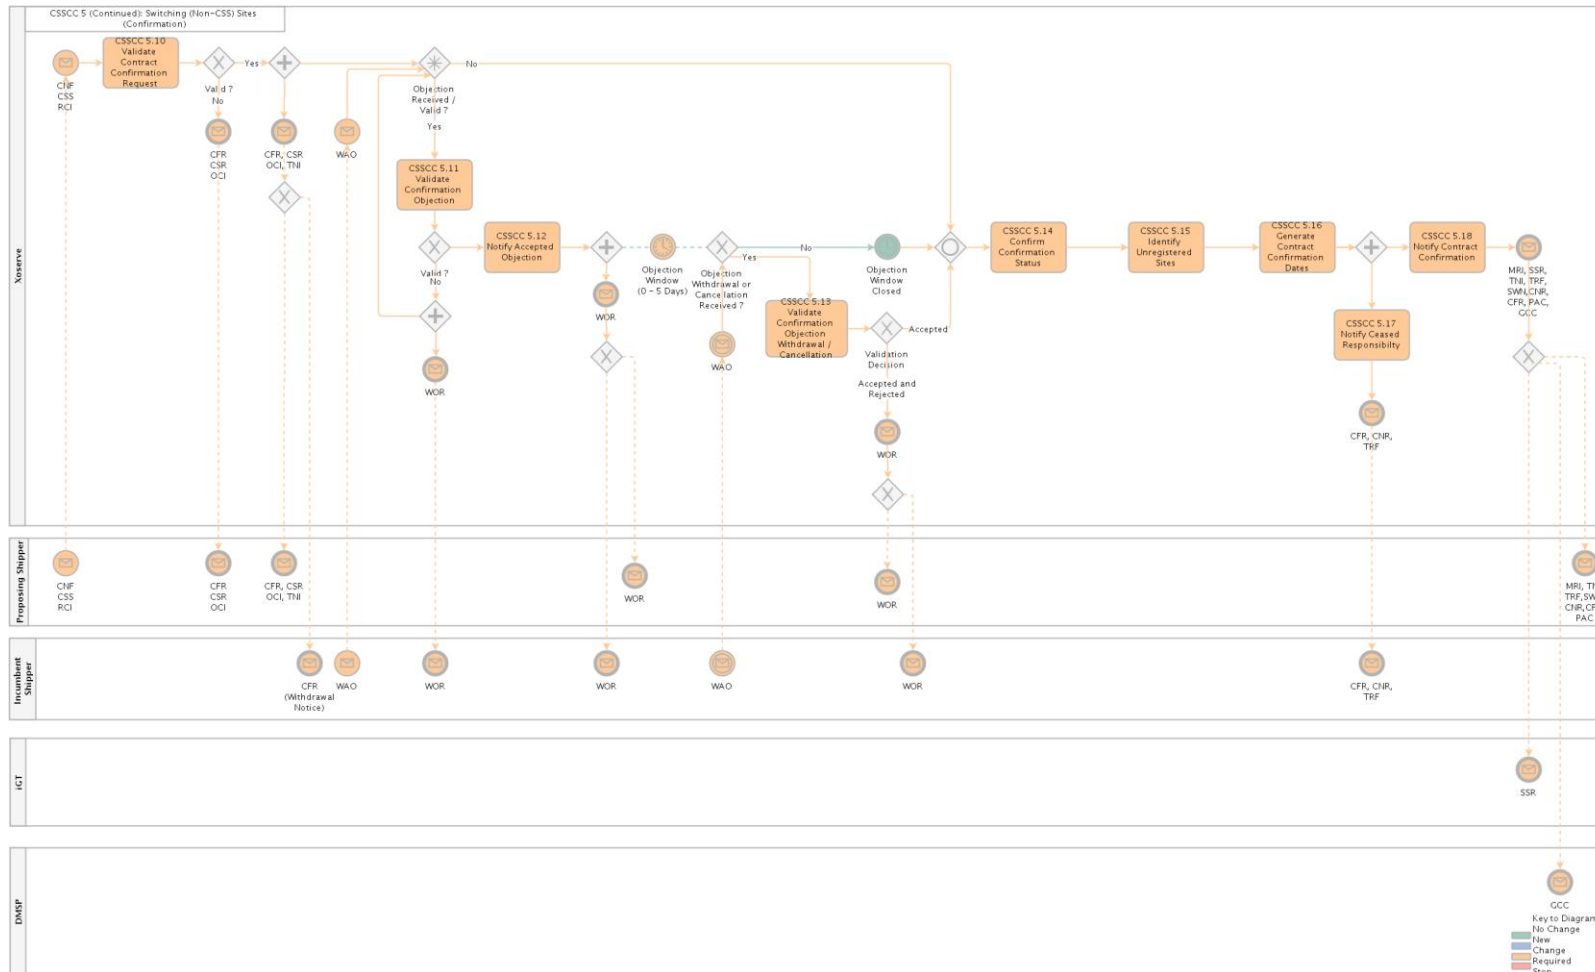 CSSCC 5 (Continued): Switching (Non-CSS) Sites
(Confirmation)
Xoserve
CNF
CSS
RCI
CSSCC 5.10
Validate
Contract
Confirmation
Request
Yes
Valid ?
No
CFR
CSR
OCI
CFR, CSR
OCI, TNI
WAO
Objection
Received /
Valid ?
Yes
No
CSSCC 5.11
Validate
Confirmation
Objection
Valid ?
No
WOR
CSSCC 5.12
Notify Accepted
Objection
WOR
Objection
Window
(0 – 5 Days)
Objection
Withdrawal or
Cancellation
Received ?
No
Yes
WAO
Objection
Window
Closed
CSSCC 5.13
Validate
Confirmation
Objection
Withdrawal /
Cancellation
Accepted
Validation
Decision
Accepted and
Rejected
WOR
CSSCC 5.14
Confirm
Confirmation
Status
CSSCC 5.15
Identify
Unregistered
Sites
CSSCC 5.16
Generate
Contract
Confirmation
Dates
CSSCC 5.17
Notify Ceased
Responsibilty
CFR, CNR,
TRF
CSSCC 5.18
Notify Contract
Confirmation
MRI, SSR,
TNI, TRF,
SWN,CNR,
CFR, PAC,
GCC
Proposing Shipper
CNF
CSS
RCI
CFR
CSR
OCI
CFR, CSR
OCI, TNI
WOR
WOR
MRI, TN
TRF,SW
CNR,CF
PAC
Incumbent
Shipper
CFR
(Withdrawal
Notice)
WAO
WOR
WOR
WAO
WOR
CFR, CNR,
TRF
iGT
SSR
DMSP
GCC
Key to Diagram
No Change
New
Change
Required
Stop